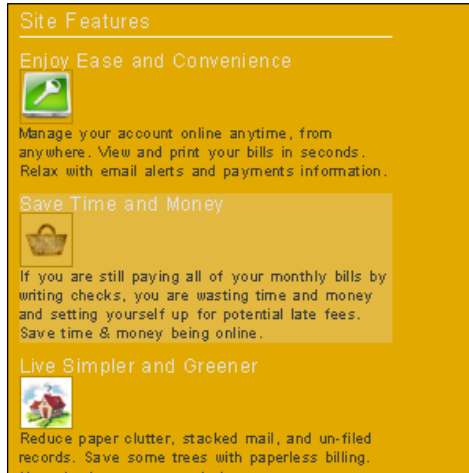 Site Features
Enjoy Ease and Convenience
Manage your account online anytime, from
anywhere. View and print your bills in seconds.
Relax with email alerts and payments information.
Save Time and Money
If you are still paying all of your monthly bills by
writing checks, you are wasting time and money
and setting yourself up for potential late fees.
Save time & money being online.
Live Simpler and Greener
Reduce paper clutter, stacked mail, and un-filed
records. Save some trees with paperless billing.